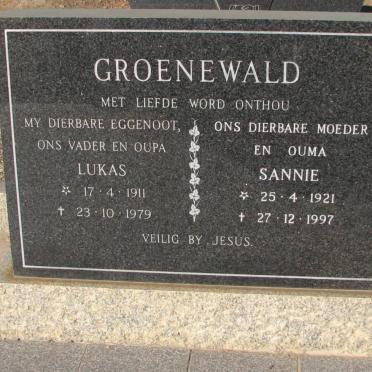 GROENEWALD
MET LIEFDE WORD ONTHOU
MY DIERBARE EGGENOOT,
ONS VADER EN OUPA
LUKAS
☆ 17 · 4 · 1911
† 23 · 10 · 1979
ONS DIERBARE MOEDER
EN OUMA
SANNIE
☆ 25 · 4 · 1921
† 27 · 12 · 1997
VEILIG BY JESUS.